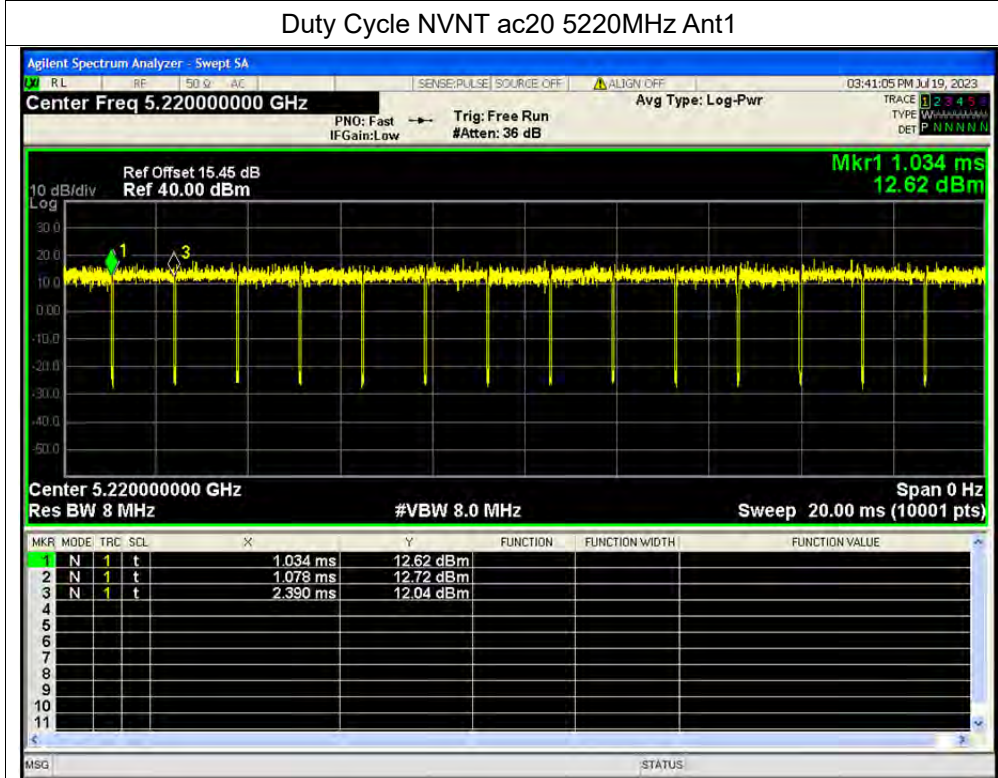 Duty Cycle NVNT ac20 5220MHz Ant1
Agilent Spectrum Analyzer - Swept SA
RL RF 50 Ω AC SENSE:PULSE SOURCE OFF ALIGN OFF 03:41:05 PM Jul 19, 2023
Center Freq 5.220000000 GHz Avg Type: Log-Pwr TRACE 1 2 3 4 5 6
PNO: Fast Trig: Free Run TYPE
IFGain:Low #Atten: 36 dB DET P N N N N N
Mkr1 1.034 ms
Ref Offset 15.45 dB
10 dB/div Ref 40.00 dBm 12.62 dBm
Log
30.0
20.0
1
3
10.0
0.00
-10.0
-20.0
-30.0
-40.0
-50.0
Center 5.220000000 GHz Span 0 Hz
Res BW 8 MHz #VBW 8.0 MHz Sweep 20.00 ms (10001 pts)
MKR MODE TRC SCL X Y FUNCTION FUNCTION WIDTH FUNCTION VALUE
1 N 1 t 1.034 ms 12.62 dBm
2 N 1 t 1.078 ms 12.72 dBm
3 N 1 t 2.390 ms 12.04 dBm
4
5
6
7
8
9
10
11
MSG STATUS